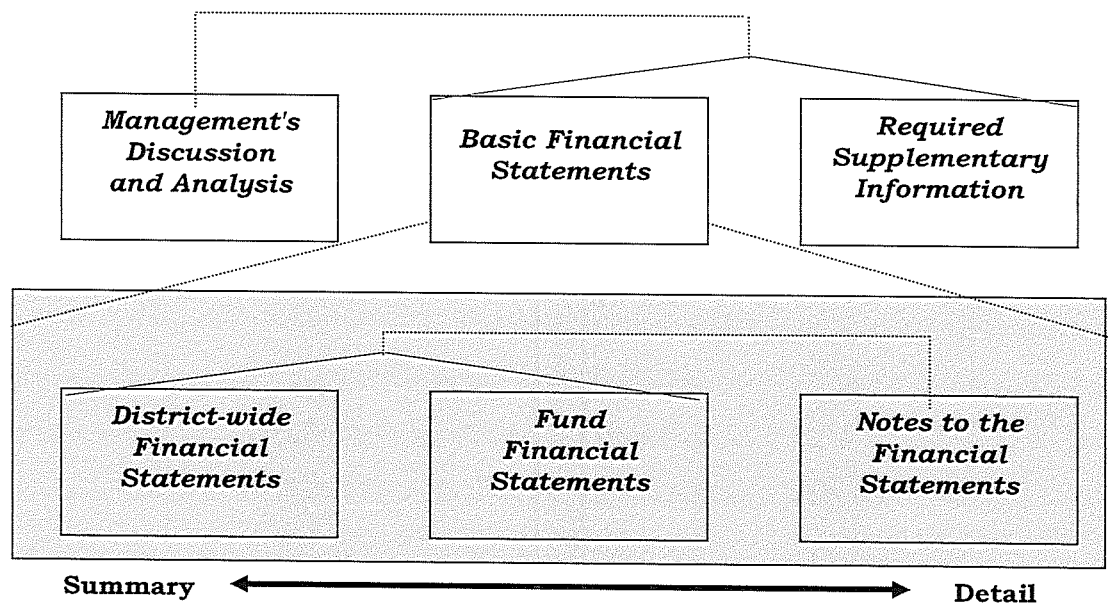 Management's
Discussion
and Analysis
Basic Financial
Statements
Required
Supplementary
Information
District-wide
Financial
Statements
Fund
Financial
Statements
Notes to the
Financial
Statements
Summary
Detail